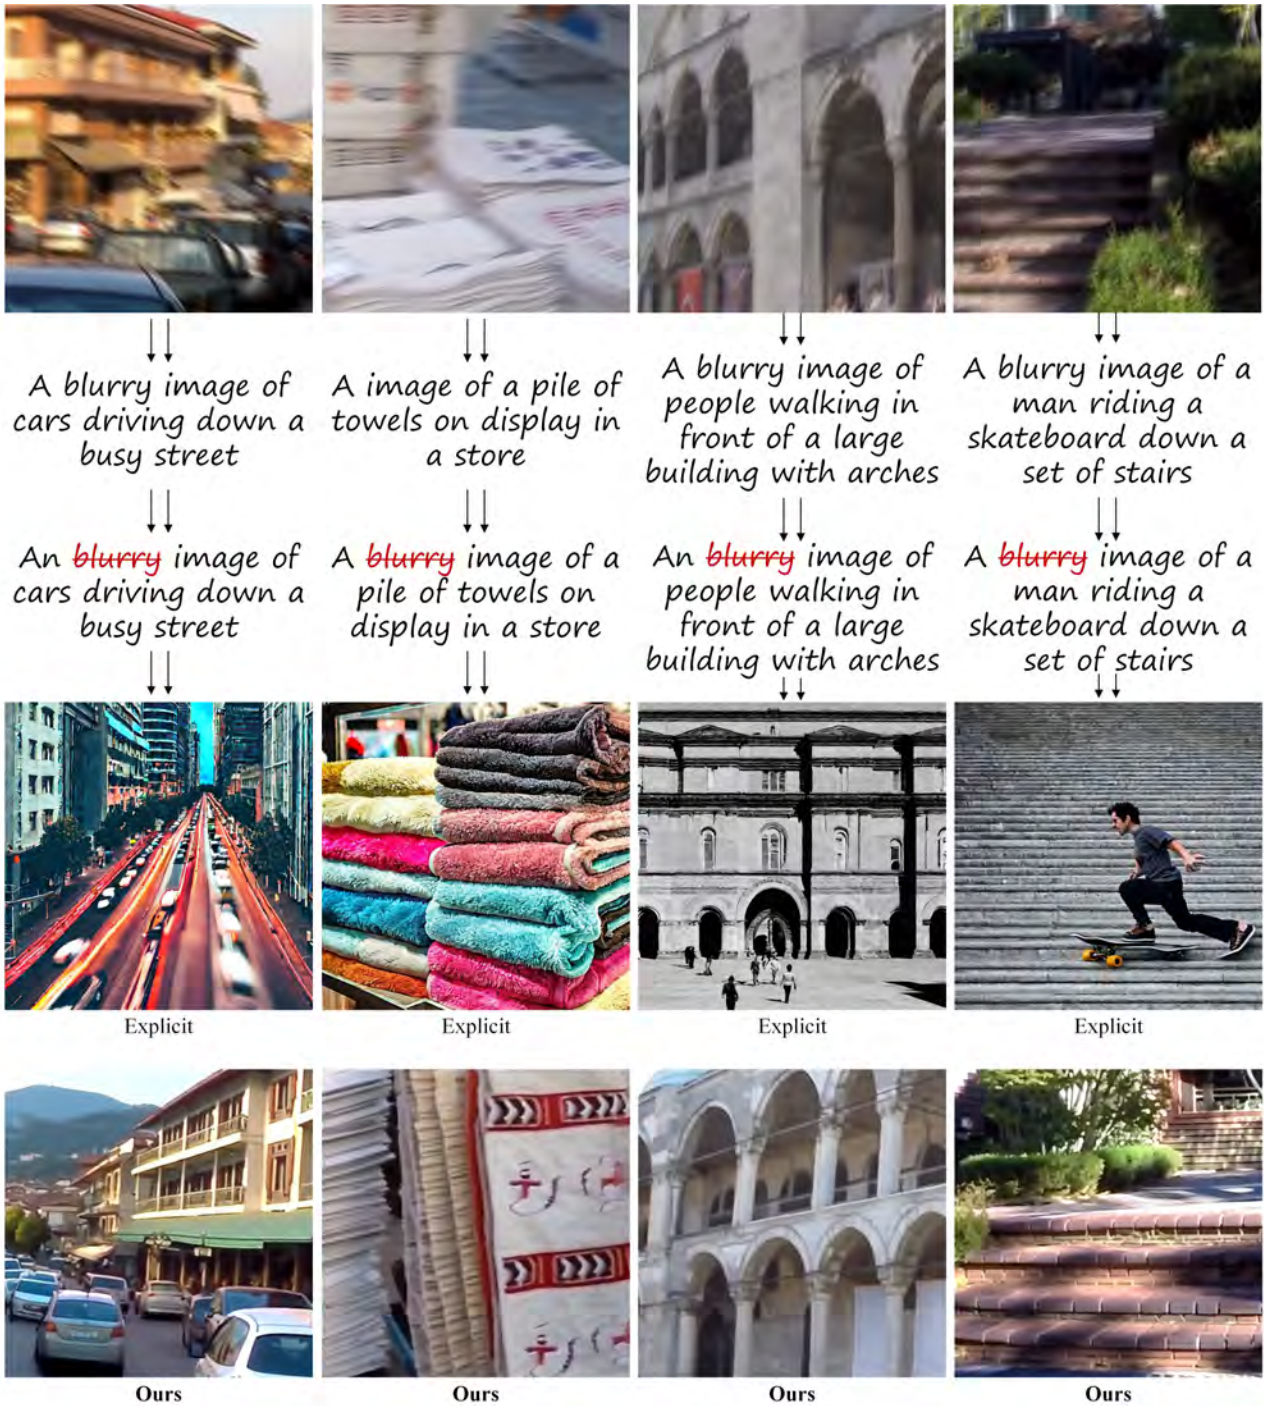 A blurry image of
cars driving down a
busy street
A image of a pile of
towels on display in
a store
A blurry image of
people walking in
front of a large
building with arches
A blurry image of a
man riding a
skateboard down a
set of stairs
An blurry image of
cars driving down a
busy street
A blurry image of a
pile of towels on
display in a store
An blurry image of
people walking in
front of a large
building with arches
A blurry image of a
man riding a
skateboard down a
set of stairs
Explicit
Explicit
Explicit
Explicit
Ours
Ours
Ours
Ours